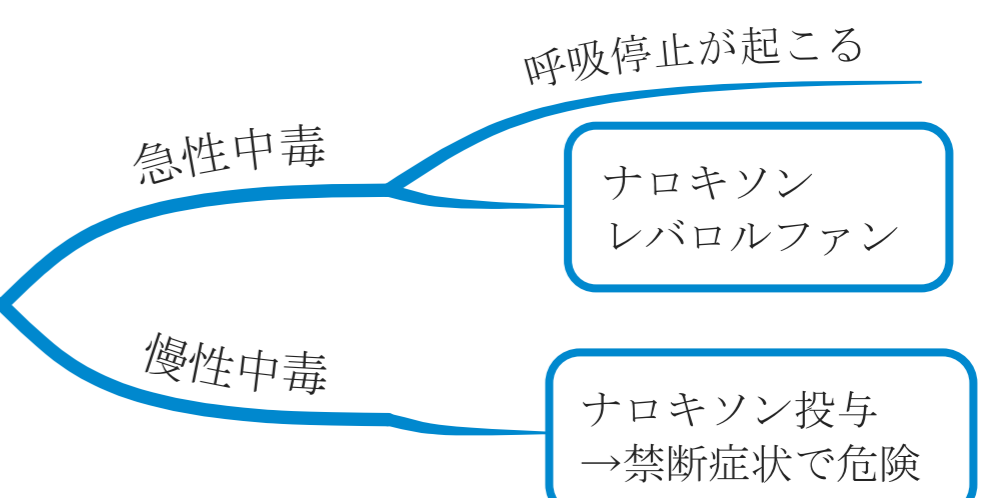 呼吸停止が起こる
急性中毒
ナロキソン
レバロルファン
慢性中毒
ナロキソン投与
→禁断症状で危険